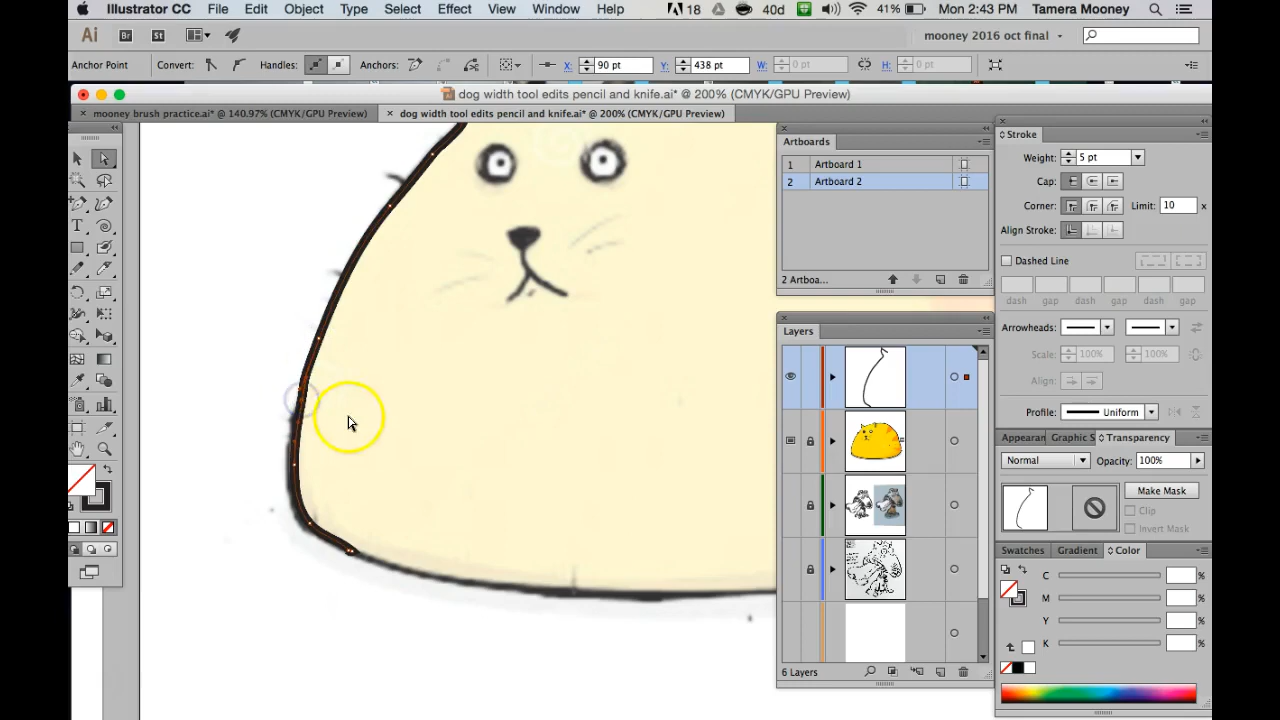 Illustrator CC File Edit Object Type Select Effect View Window Help 18 40d 41% Mon 2:43 PM Tamera Mooney
Ai Br St mooney 2016 oct final
Anchor Point Convert: Handles: Anchors: X: 90 pt Y: 438 pt W: 0 pt H: 0 pt
dog width tool edits pencil and knife.ai* @ 200% (CMYK/GPU Preview)
× mooney brush practice.ai* @ 140.97% (CMYK/GPU Preview) × dog width tool edits pencil and knife.ai* @ 200% (CMYK/GPU Preview)
Artboards
1 Artboard 1
2 Artboard 2
2 Artboa...
Layers
6 Layers
Stroke
Weight: 5 pt
Cap:
Corner: Limit: 10 x
Align Stroke:
Dashed Line
dash gap dash gap dash gap
Arrowheads:
Scale: 100% 100%
Align:
Profile: Uniform
Appearan Graphic S Transparency
Normal Opacity: 100%
Make Mask
Clip
Invert Mask
Swatches Gradient Color
C %
M %
Y %
K %